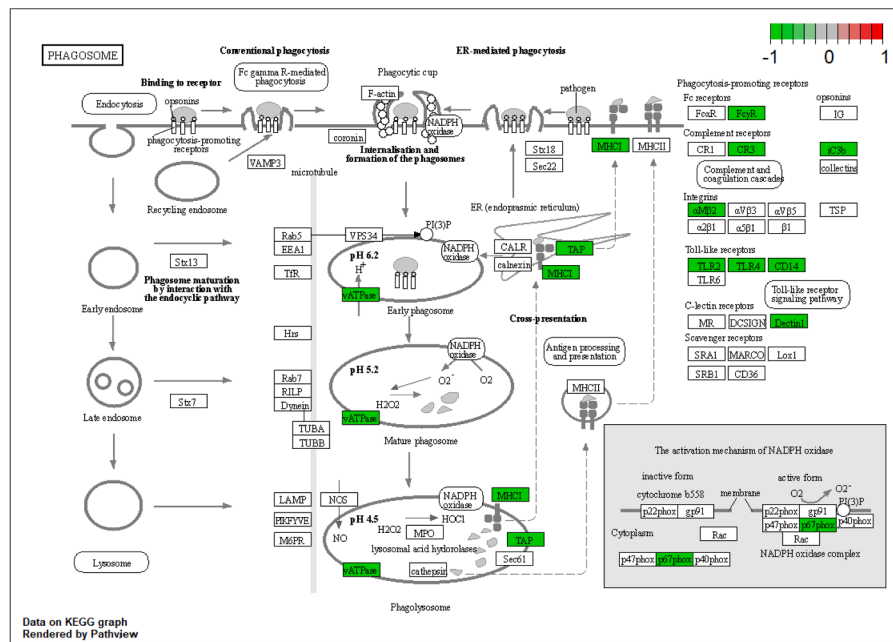 -1 0 1
PHAGOSOME
Conventional phagocytosis
ER-mediated phagocytosis
Binding to receptor
Fc gamma R-mediated
phagocytosis
Phagocytic cup
F-actin
pathogen
Endocytosis
opsonins
NADPH
oxidase
phagocytosis-promoting
receptors
coronin
VAMP3
Internalisation and
formation of the phagosomes
Stx18
Sec22
MHCI
MHCII
microtubule
Recycling endosome
ER (endoprasmic reticulum)
Phagocytosis-promoting receptors
Fc receptors
opsonins
FcαR
FcγR
IG
Complement receptors
CR1
CR3
iC3b
Complement and
coagulation cascades
collectins
Integrins
αMβ2
αVβ3
αVβ5
TSP
α2β1
α5β1
β1
Toll-like receptors
TLR2
TLR4
CD14
TLR6
Toll-like receptor
signaling pathway
C-lectin receptors
MR
DCSIGN
Dectin1
Scavenger receptors
SRA1
MARCO
Lox1
SRB1
CD36
Rab5
EEA1
VPS34
PI(3)P
NADPH
oxidase
CALR
calnexin
TAP
MHCI
Stx13
Phagosome maturation
by interaction with
the endocyclic pathway
TfR
pH 6.2
H+
vATPase
Early endosome
Early phagosome
Cross-presentation
Hrs
NADPH
oxidase
Antigen processing
and presentation
pH 5.2
O2-
O2
H2O2
vATPase
Rab7
RILP
Dynein
Stx7
Late endosome
TUBA
TUBB
Mature phagosome
MHCII
LAMP
PIKFYVE
M6PR
NOS
NO
NADPH
oxidase
MHCI
pH 4.5
H2O2
HOCl
MPO
lysosomal acid hydorolases
TAP
Sec61
vATPase
cathepsin
Lysosome
Phagolysosome
The activation mechanism of NADPH oxidase
inactive form
cytochrome b558
membrane
active form
O2
O2-
PI(3)P
p22phox
gp91
p22phox
gp91
p47phox
p67phox
p40phox
Cytoplasm
Rac
Rac
NADPH oxidase complex
p47phox
p67phox
p40phox
Data on KEGG graph
Rendered by Pathview